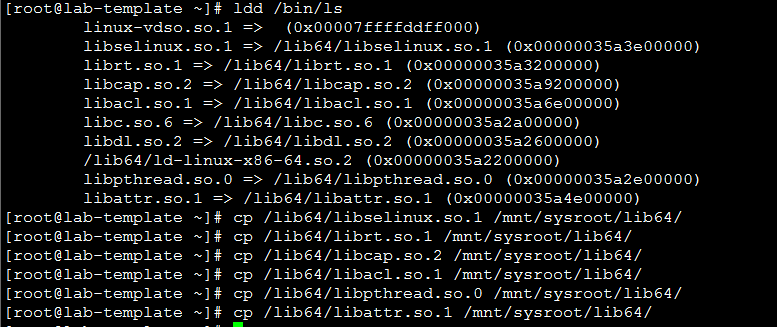 [root@lab-template ~]# ldd /bin/ls
linux-vdso.so.1 =>  (0x00007ffffddff000)
libselinux.so.1 => /lib64/libselinux.so.1 (0x00000035a3e00000)
librt.so.1 => /lib64/librt.so.1 (0x00000035a3200000)
libcap.so.2 => /lib64/libcap.so.2 (0x00000035a9200000)
libacl.so.1 => /lib64/libacl.so.1 (0x00000035a6e00000)
libc.so.6 => /lib64/libc.so.6 (0x00000035a2a00000)
libdl.so.2 => /lib64/libdl.so.2 (0x00000035a2600000)
/lib64/ld-linux-x86-64.so.2 (0x00000035a2200000)
libpthread.so.0 => /lib64/libpthread.so.0 (0x00000035a2e00000)
libattr.so.1 => /lib64/libattr.so.1 (0x00000035a4e00000)
[root@lab-template ~]# cp /lib64/libselinux.so.1 /mnt/sysroot/lib64/
[root@lab-template ~]# cp /lib64/librt.so.1 /mnt/sysroot/lib64/
[root@lab-template ~]# cp /lib64/libcap.so.2 /mnt/sysroot/lib64/
[root@lab-template ~]# cp /lib64/libacl.so.1 /mnt/sysroot/lib64/
[root@lab-template ~]# cp /lib64/libpthread.so.0 /mnt/sysroot/lib64/
[root@lab-template ~]# cp /lib64/libattr.so.1 /mnt/sysroot/lib64/